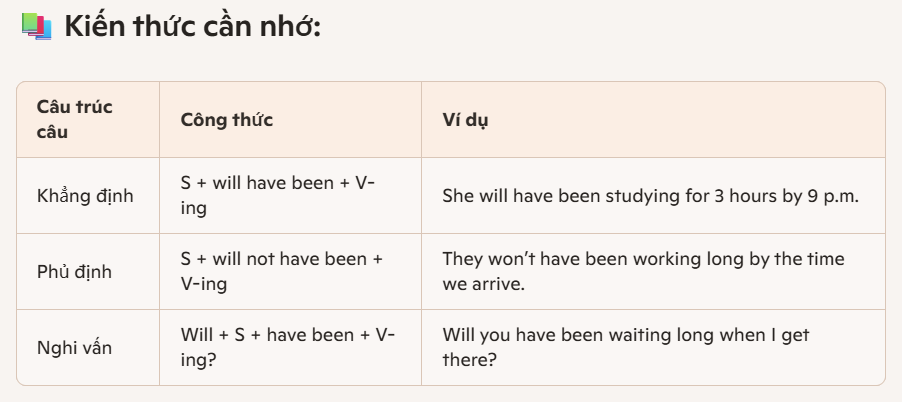 Kiến thức cần nhớ:
Câu trúc
câu
Công thức
Ví dụ
Khẳng định
S + will have been + V-
ing
She will have been studying for 3 hours by 9 p.m.
Phủ định
S + will not have been +
V-ing
They won’t have been working long by the time
we arrive.
Nghi vấn
Will + S + have been + V-
ing?
Will you have been waiting long when I get
there?